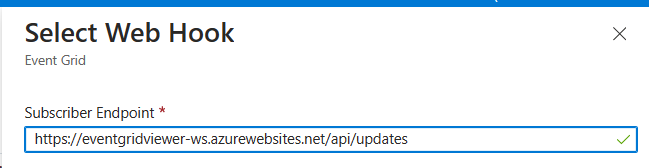 Select Web Hook
Event Grid
Subscriber Endpoint *
https://eventgridviewer-ws.azurewebsites.net/api/updates